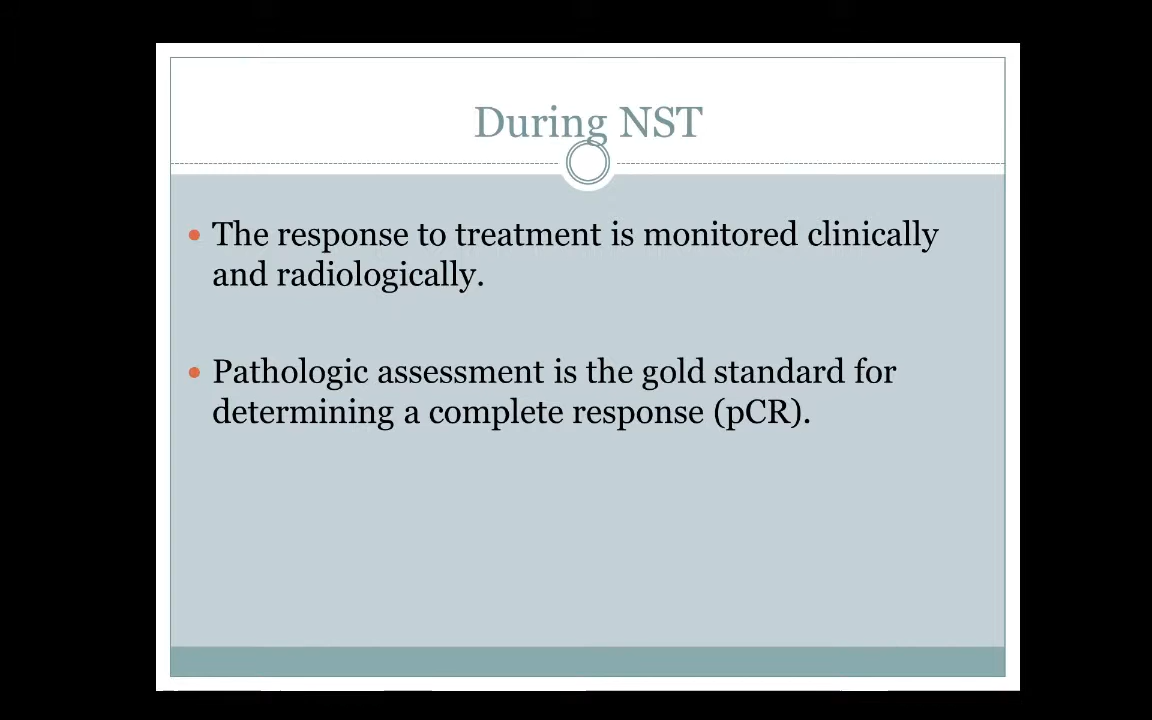 During NST
The response to treatment is monitored clinically
and radiologically.
Pathologic assessment is the gold standard for
determining a complete response (pCR).